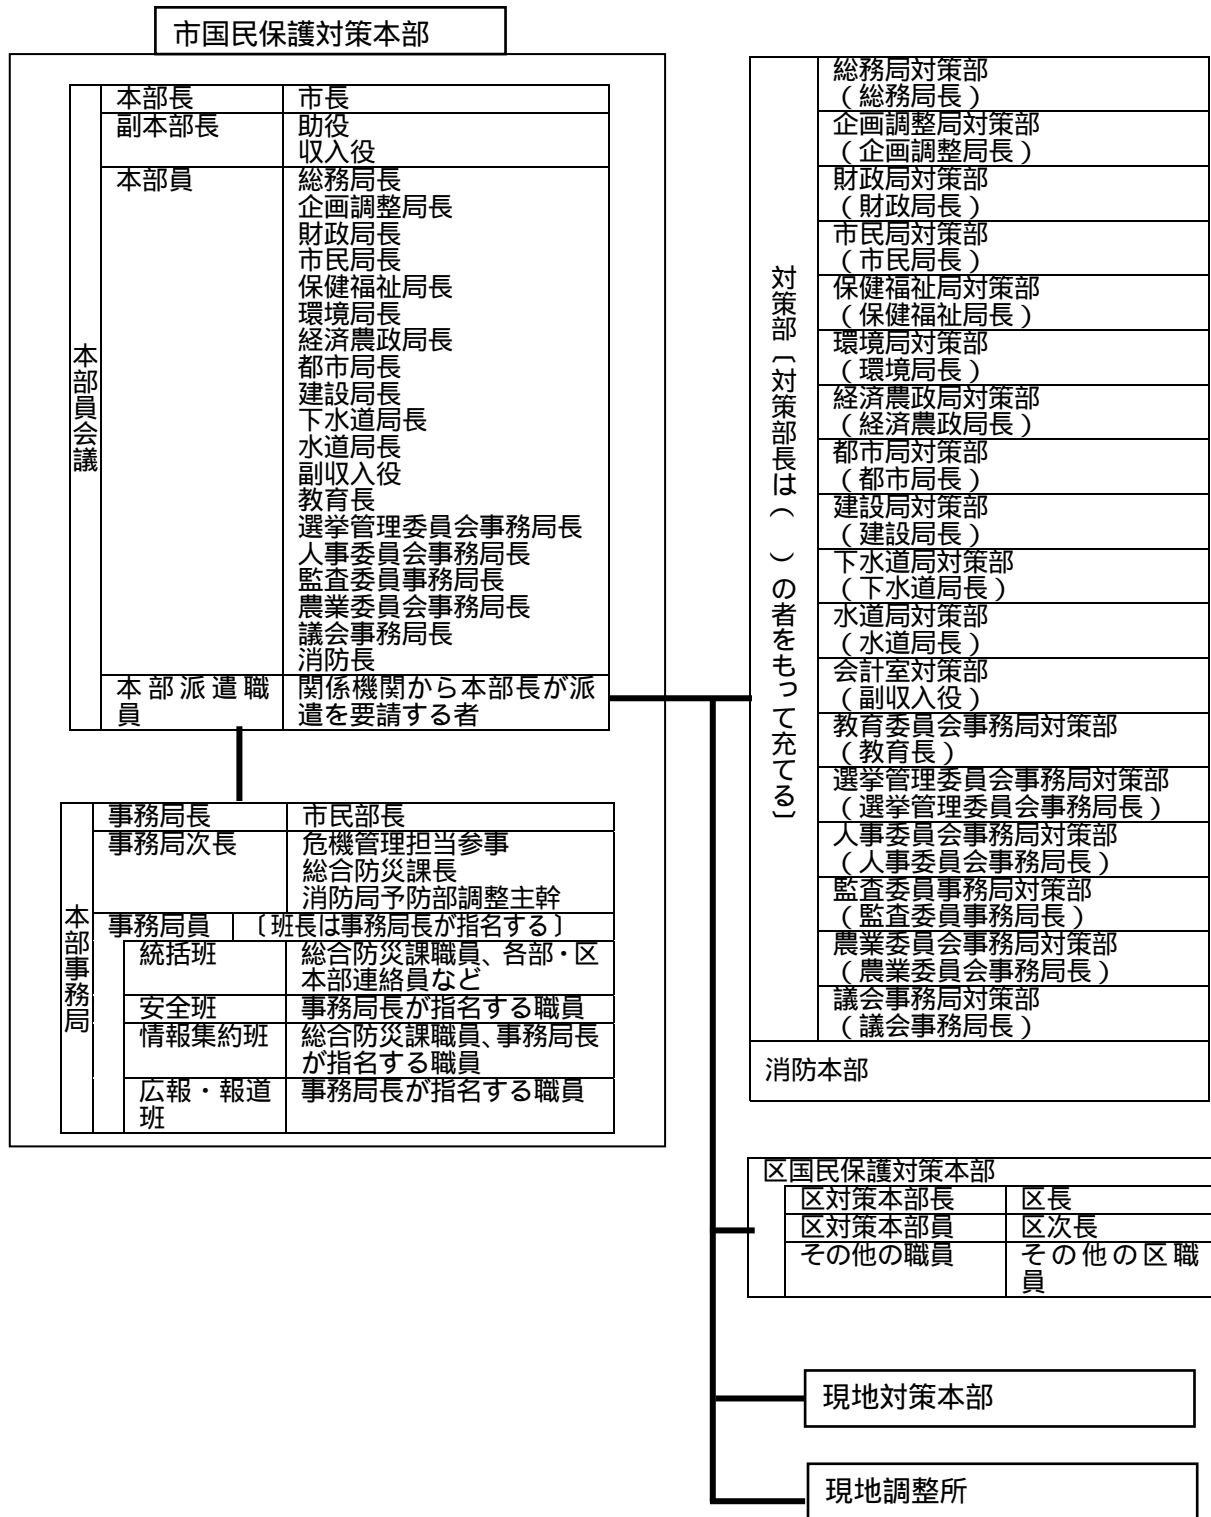 市国民保護対策本部
本部員会議
本部長 市長
副本部長 助役
収入役
本部員 総務局長
企画調整局長
財政局長
市民局長
保健福祉局長
環境局長
経済農政局長
都市局長
建設局長
下水道局長
水道局長
副収入役
教育長
選挙管理委員会事務局長
人事委員会事務局長
監査委員事務局長
農業委員会事務局長
議会事務局長
消防長
本部派遣職 関係機関から本部長が派
員 遣を要請する者
本部事務局
事務局長 市民部長
事務局次長 危機管理担当参事
総合防災課長
消防局予防部調整主幹
事務局員 〔班長は事務局長が指名する〕
統括班 総合防災課職員、各部・区
本部連絡員など
安全班 事務局長が指名する職員
情報集約班 総合防災課職員、事務局長
が指名する職員
広報・報道 事務局長が指名する職員
班
対策部〔対策部長は（ ）の者をもって充てる〕
総務局対策部
（総務局長）
企画調整局対策部
（企画調整局長）
財政局対策部
（財政局長）
市民局対策部
（市民局長）
保健福祉局対策部
（保健福祉局長）
環境局対策部
（環境局長）
経済農政局対策部
（経済農政局長）
都市局対策部
（都市局長）
建設局対策部
（建設局長）
下水道局対策部
（下水道局長）
水道局対策部
（水道局長）
会計室対策部
（副収入役）
教育委員会事務局対策部
（教育長）
選挙管理委員会事務局対策部
（選挙管理委員会事務局長）
人事委員会事務局対策部
（人事委員会事務局長）
監査委員事務局対策部
（監査委員事務局長）
農業委員会事務局対策部
（農業委員会事務局長）
議会事務局対策部
（議会事務局長）
消防本部
区国民保護対策本部
区対策本部長 区長
区対策本部員 区次長
その他の職員 その他の区職
員
現地対策本部
現地調整所